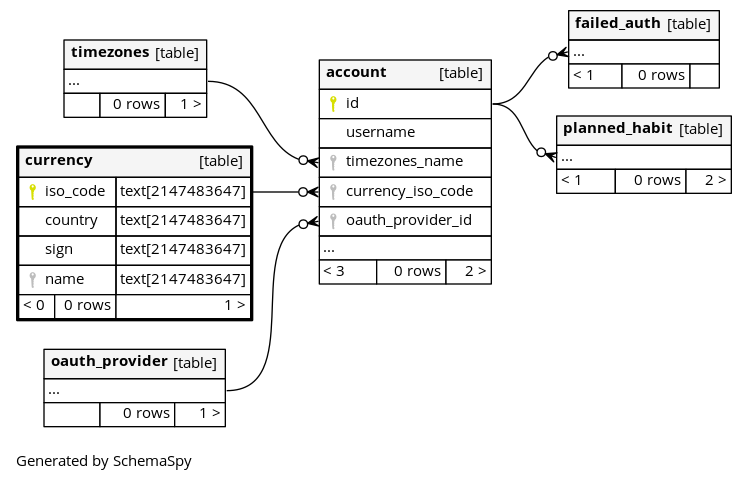 timezones [table]
...
0 rows 1 >
currency [table]
iso_code text[2147483647]
country text[2147483647]
sign text[2147483647]
name text[2147483647]
< 0 0 rows 1 >
oauth_provider [table]
...
0 rows 1 >
account [table]
id
username
timezones_name
currency_iso_code
oauth_provider_id
...
< 3 0 rows 2 >
failed_auth [table]
...
< 1 0 rows
planned_habit [table]
...
< 1 0 rows 2 >
Generated by SchemaSpy